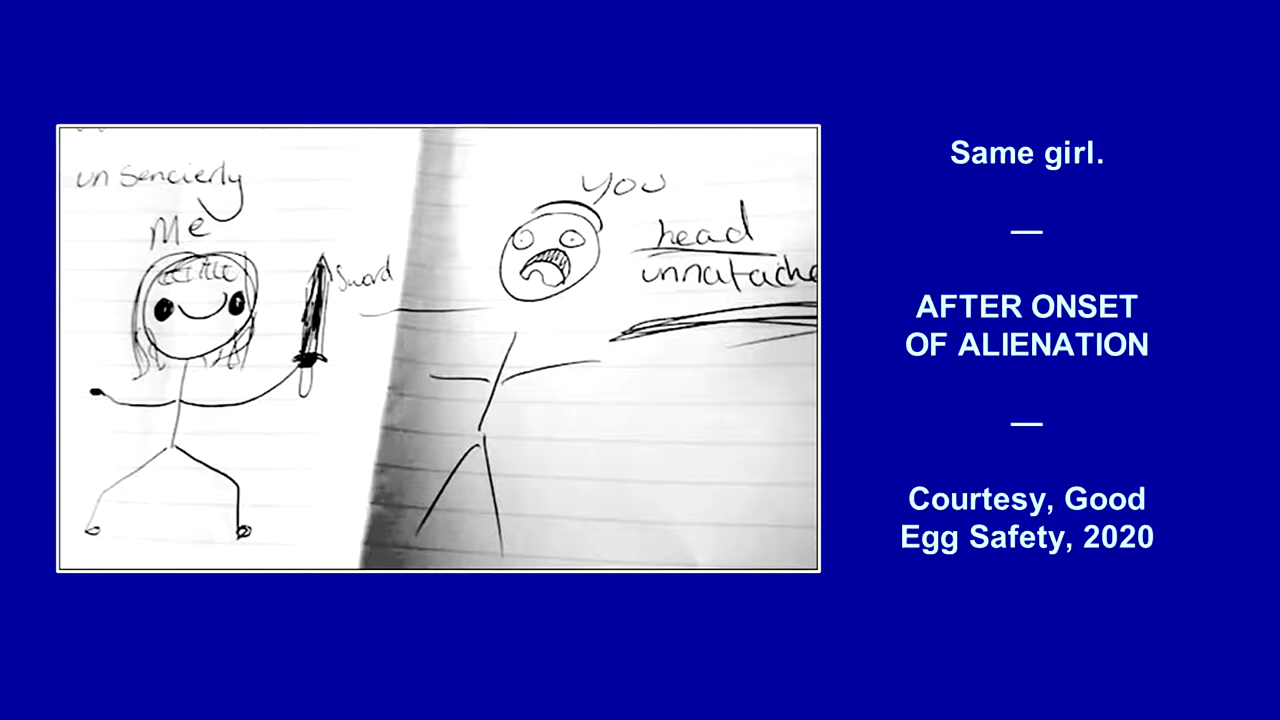 un sencierly
Me
Sword
You
head
unnatache
Same girl.
—
AFTER ONSET
OF ALIENATION
—
Courtesy, Good
Egg Safety, 2020